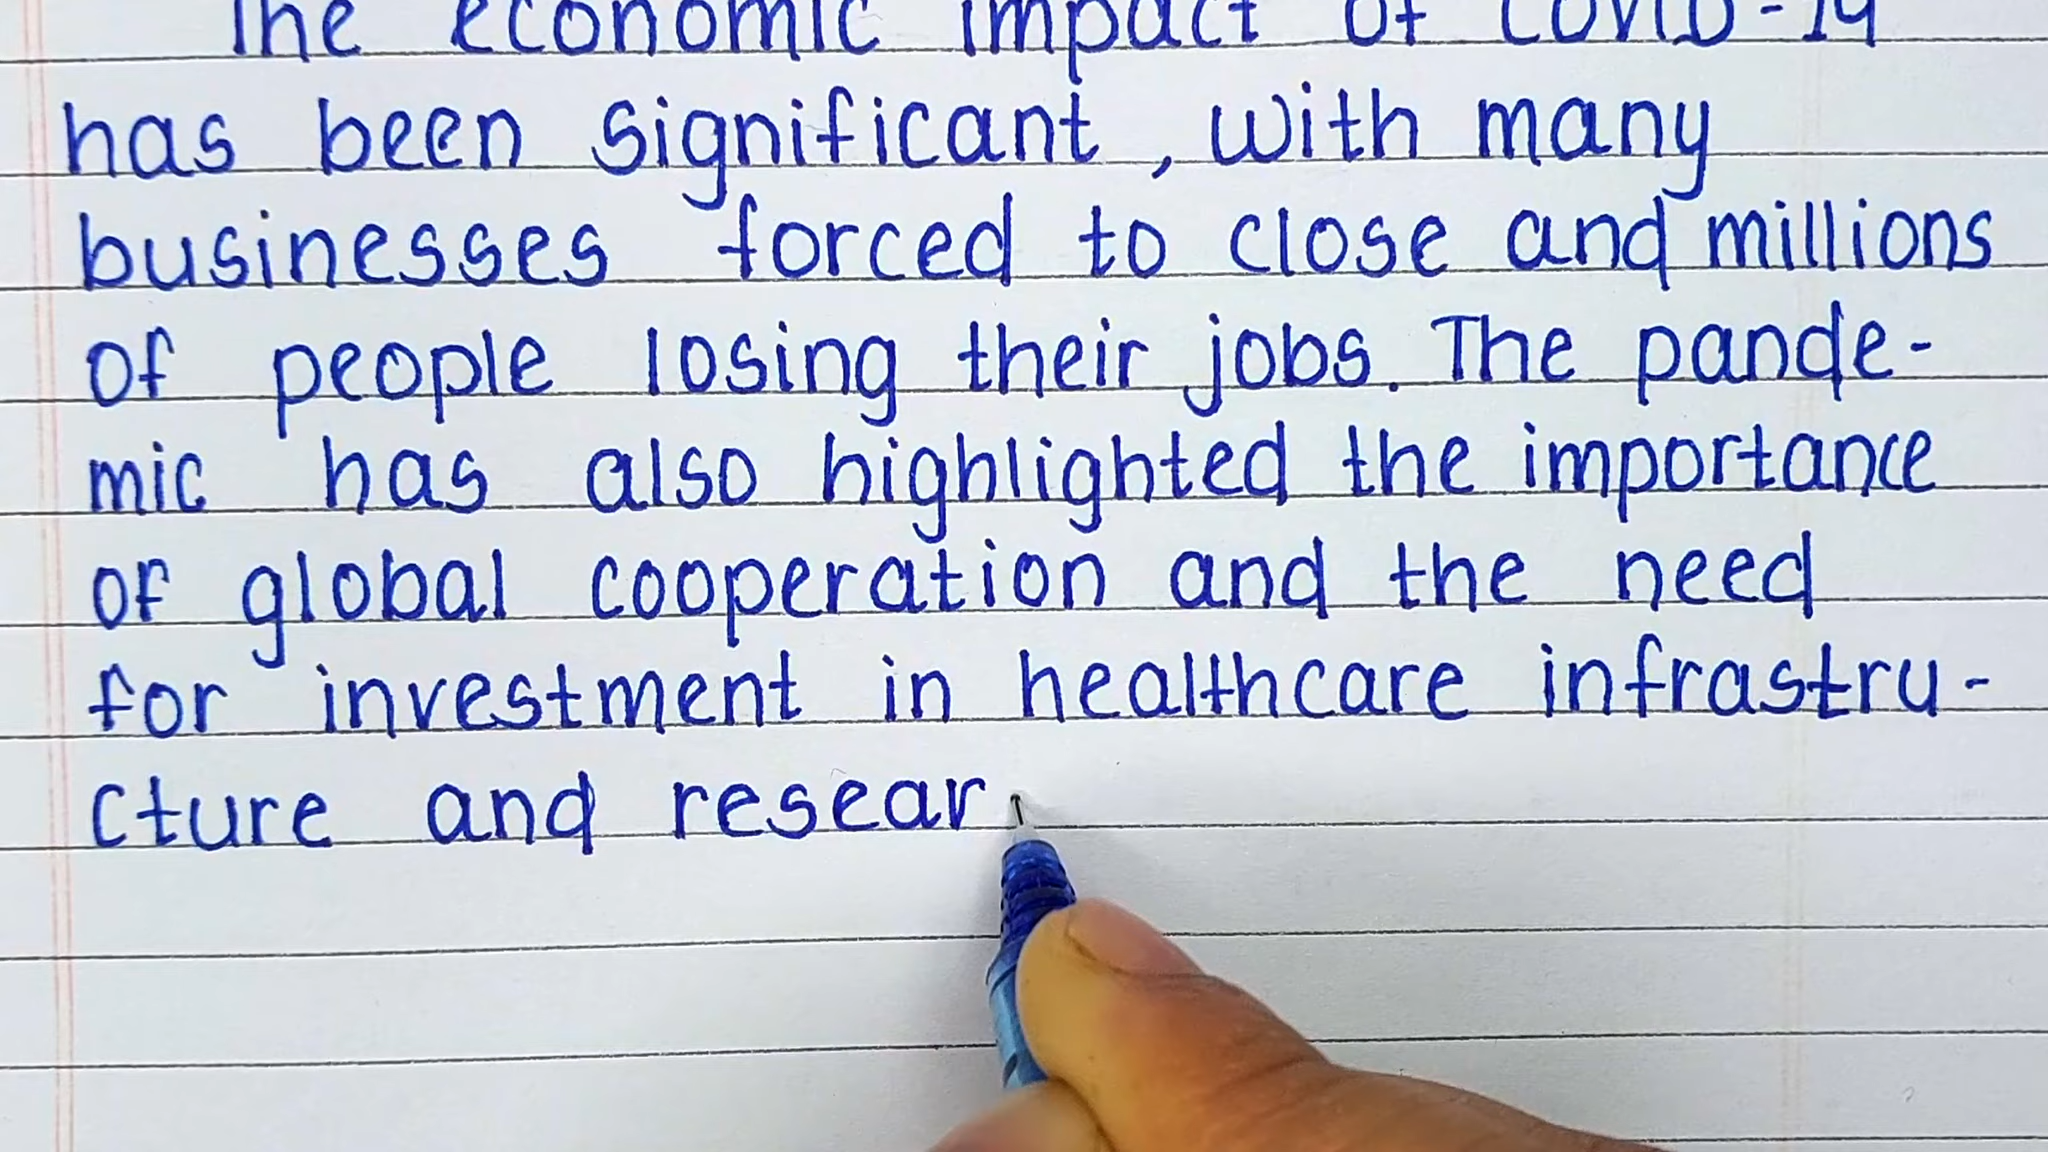 The economic impact of COVID-19
has been significant, with many
businesses forced to close and millions
of people losing their jobs. The pande-
mic has also highlighted the importance
of global cooperation and the need
for investment in healthcare infrastru-
cture and resear